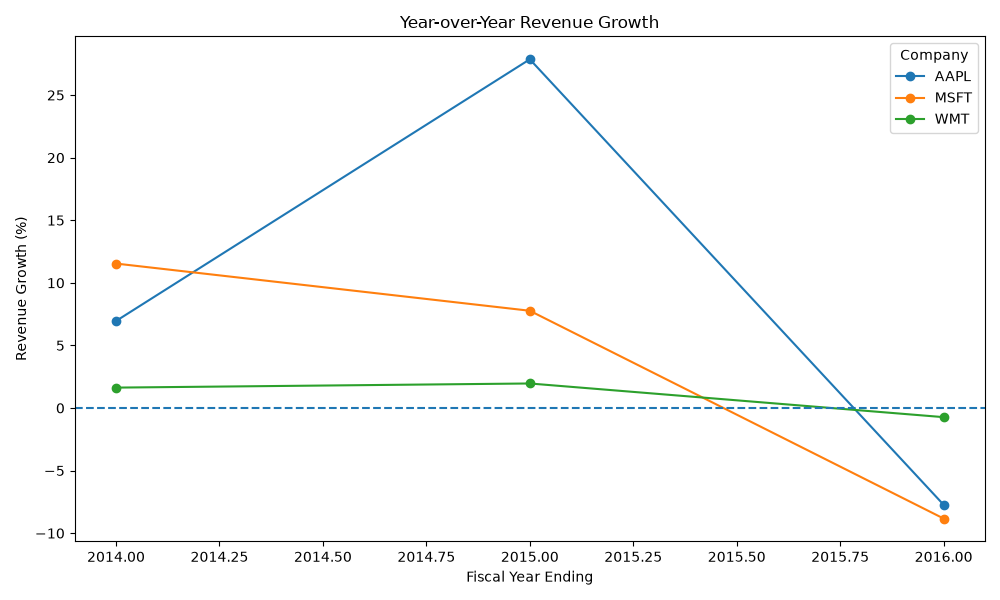 Year-over-Year Revenue Growth
Company
AAPL
MSFT
WMT
Revenue Growth (%)
25
20
15
10
5
0
−5
−10
2014.00 2014.25 2014.50 2014.75 2015.00 2015.25 2015.50 2015.75 2016.00
Fiscal Year Ending